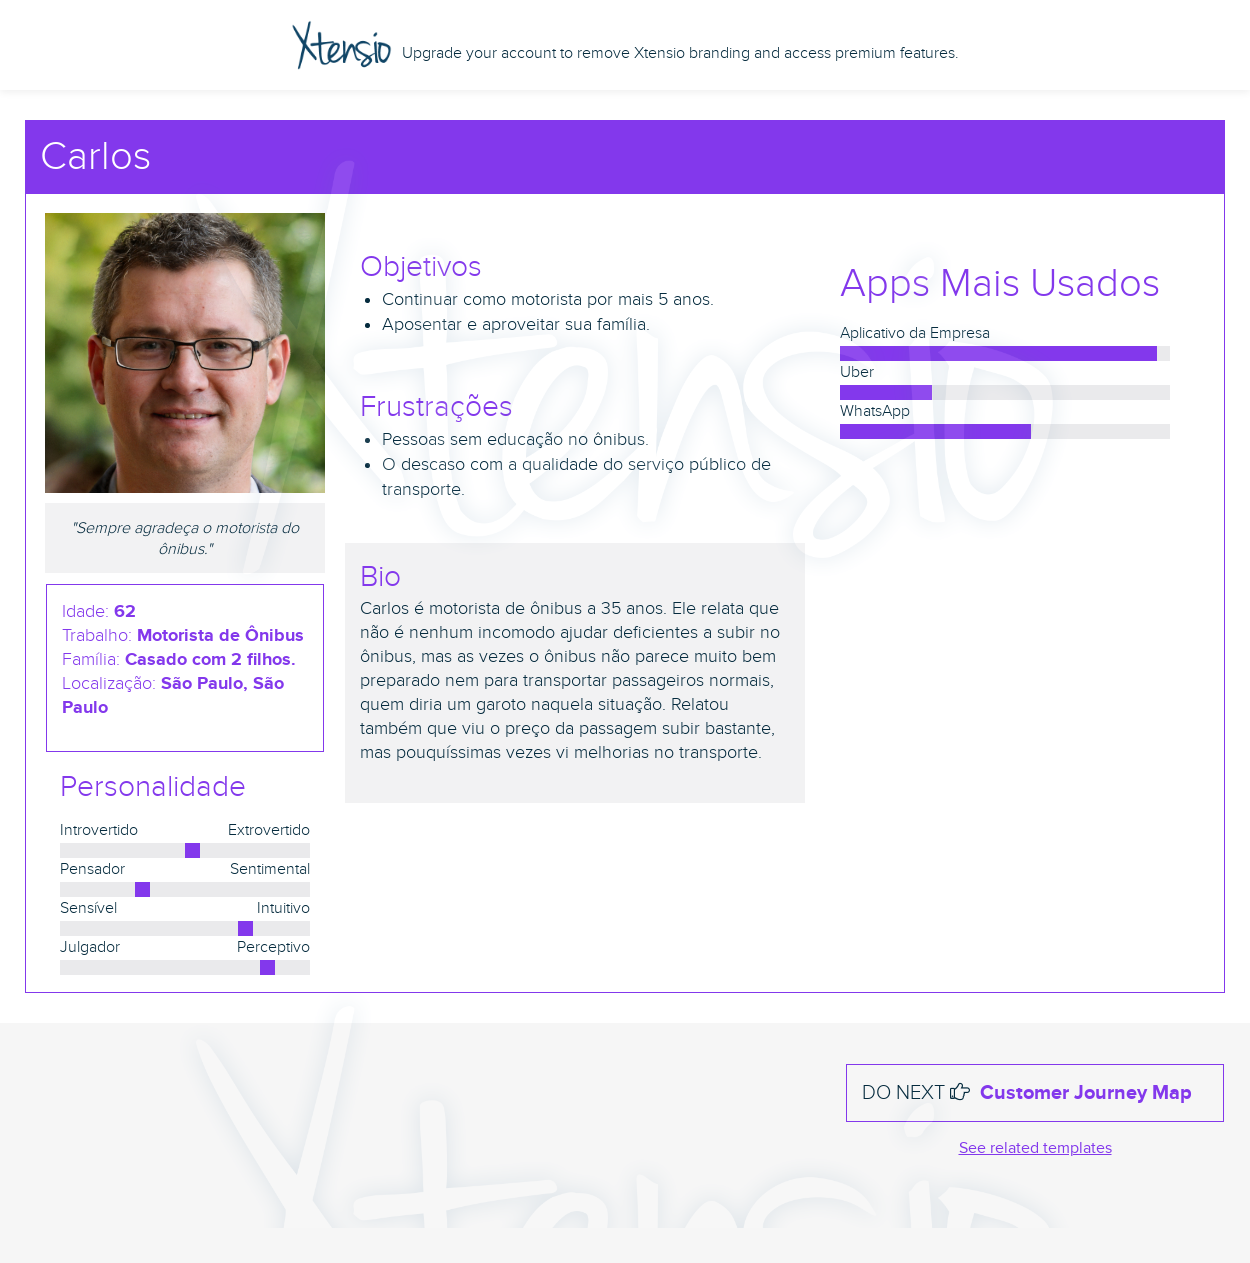 Xtensio Upgrade your account to remove Xtensio branding and access premium features.
Carlos
"Sempre agradeça o motorista do
ônibus."
Idade: 62
Trabalho: Motorista de Ônibus
Família: Casado com 2 filhos.
Localização: São Paulo, São
Paulo
Personalidade
Introvertido Extrovertido
Pensador Sentimental
Sensível Intuitivo
Julgador Perceptivo
Objetivos
Continuar como motorista por mais 5 anos.
Aposentar e aproveitar sua família.
Frustrações
Pessoas sem educação no ônibus.
O descaso com a qualidade do serviço público de
transporte.
Bio
Carlos é motorista de ônibus a 35 anos. Ele relata que
não é nenhum incomodo ajudar deficientes a subir no
ônibus, mas as vezes o ônibus não parece muito bem
preparado nem para transportar passageiros normais,
quem diria um garoto naquela situação. Relatou
também que viu o preço da passagem subir bastante,
mas pouquíssimas vezes vi melhorias no transporte.
Apps Mais Usados
Aplicativo da Empresa
Uber
WhatsApp
Xtensio
DO NEXT Customer Journey Map
See related templates
Xtensio